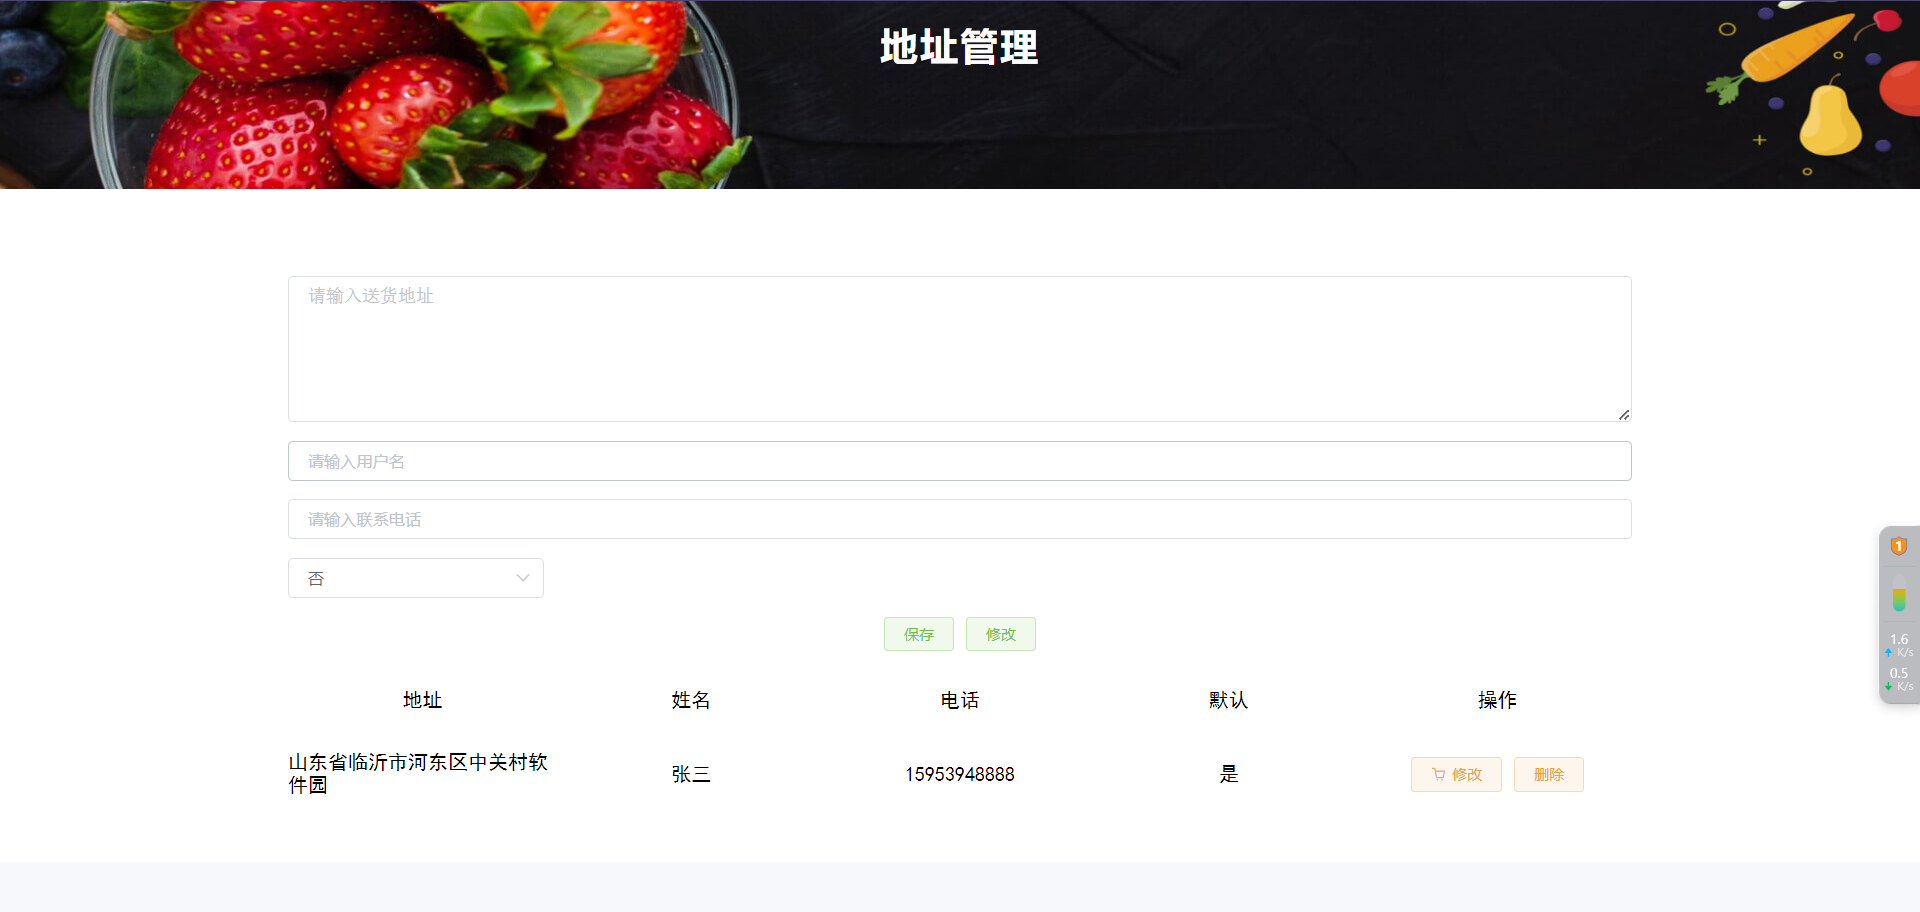 地址管理
请输入送货地址
请输入用户名
请输入联系电话
否
保存 修改
地址 姓名 电话 默认 操作
山东省临沂市河东区中关村软
件园 张三 15953948888 是 修改 删除
1
1.6
K/s
0.5
K/s